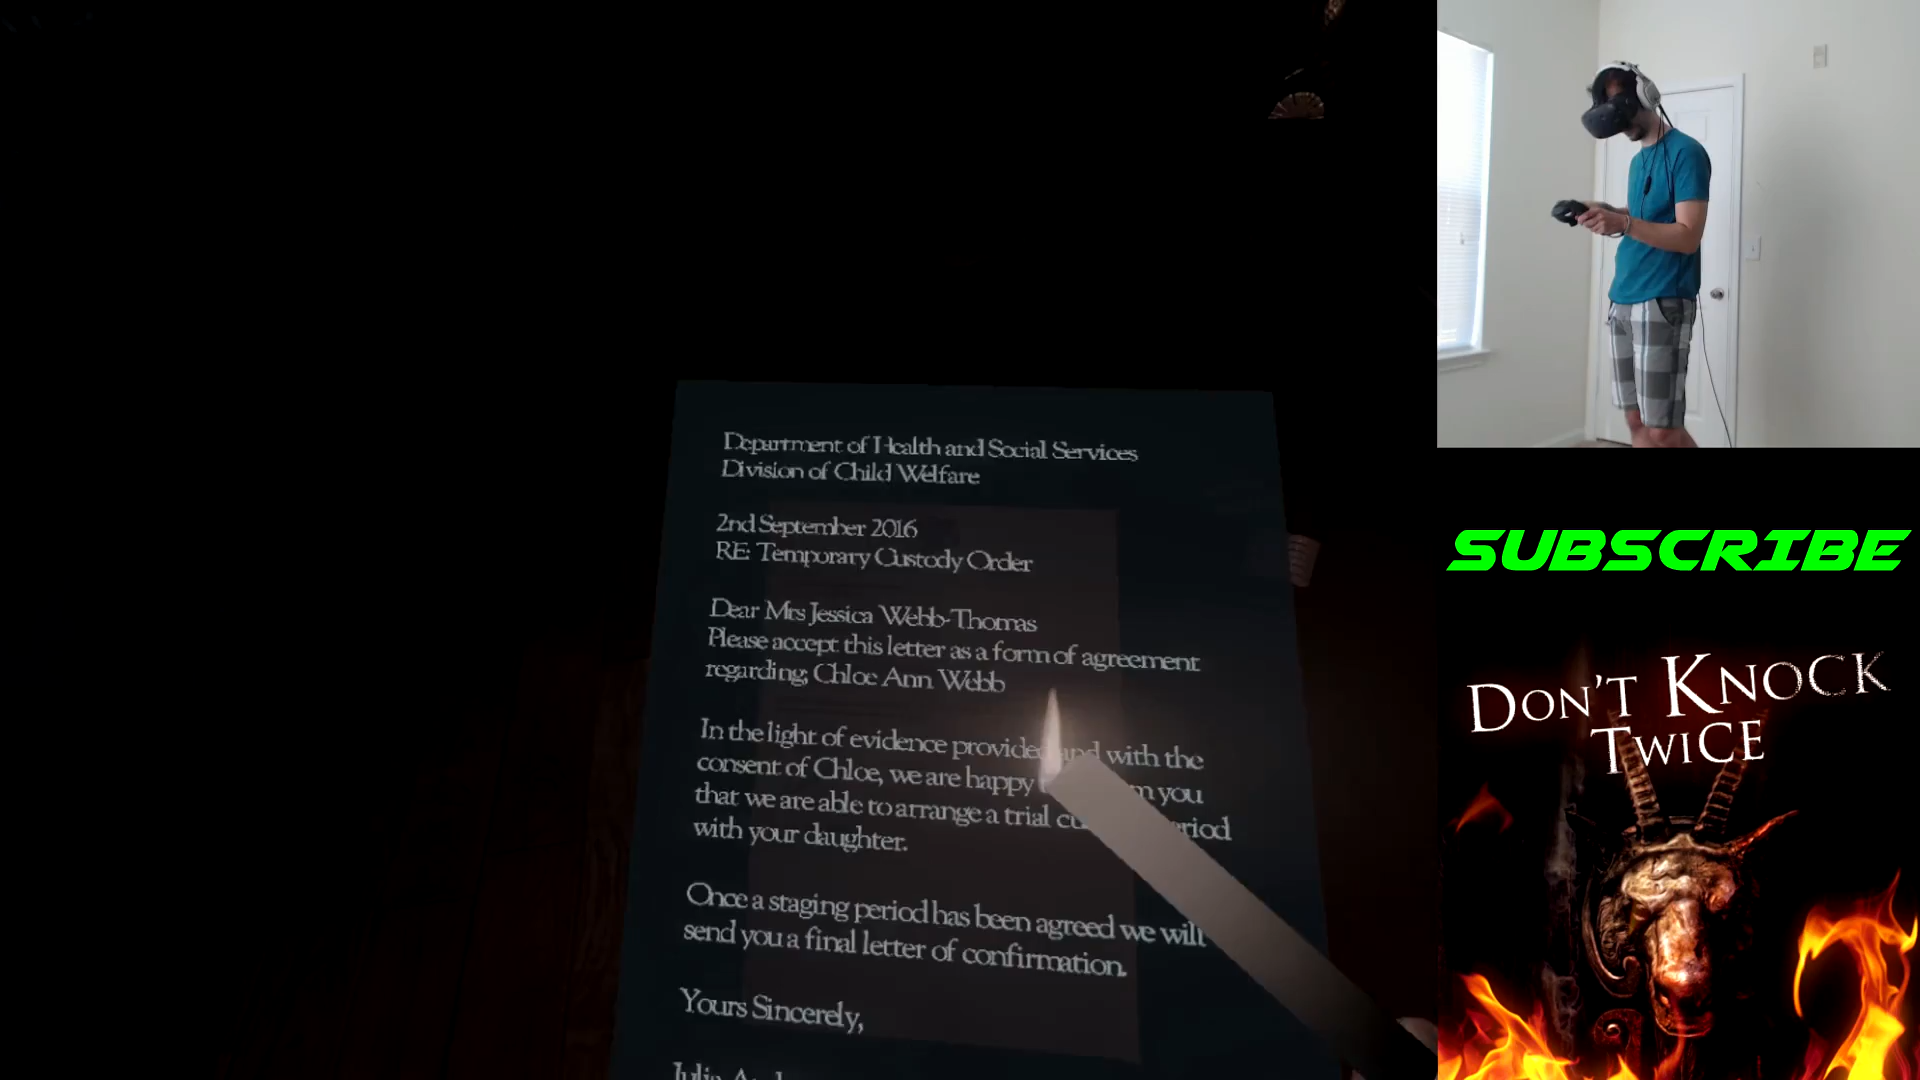 Department of Health and Social Services
Division of Child Welfare
2nd September 2016
RE: Temporary Custody Order
Dear Mrs Jessica Webb-Thomas
Please accept this letter as a form of agreement
regarding; Chloe Ann Webb
In the light of evidence provided and with the
consent of Chloe, we are happy you
that we are able to arrange a trial
with your daughter.
Once a staging period has been agreed we will
send you a final letter of confirmation.
Yours Sincerely,
Julia
SUBSCRIBE
DON'T KNOCK
TWICE